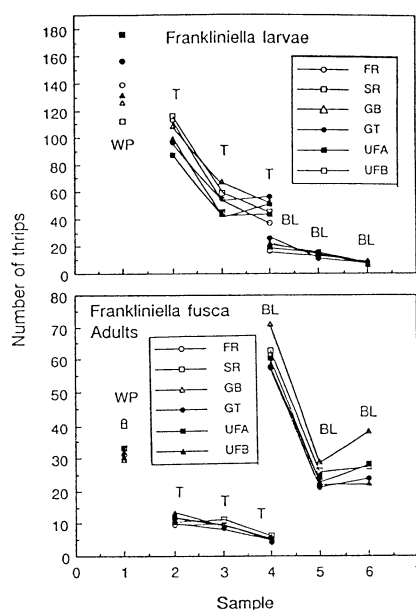 Frankliniella larvae
180
160
140
120
100
80
60
40
20
0
WP
T
T
T
BL
BL
BL
FR
SR
GB
GT
UFA
UFB
Number of thrips
Frankliniella fusca
Adults
80
70
60
50
40
30
20
10
0
WP
FR
SR
GB
GT
UFA
UFB
T
T
T
BL
BL
BL
0
1
2
3
4
5
6
7
Sample